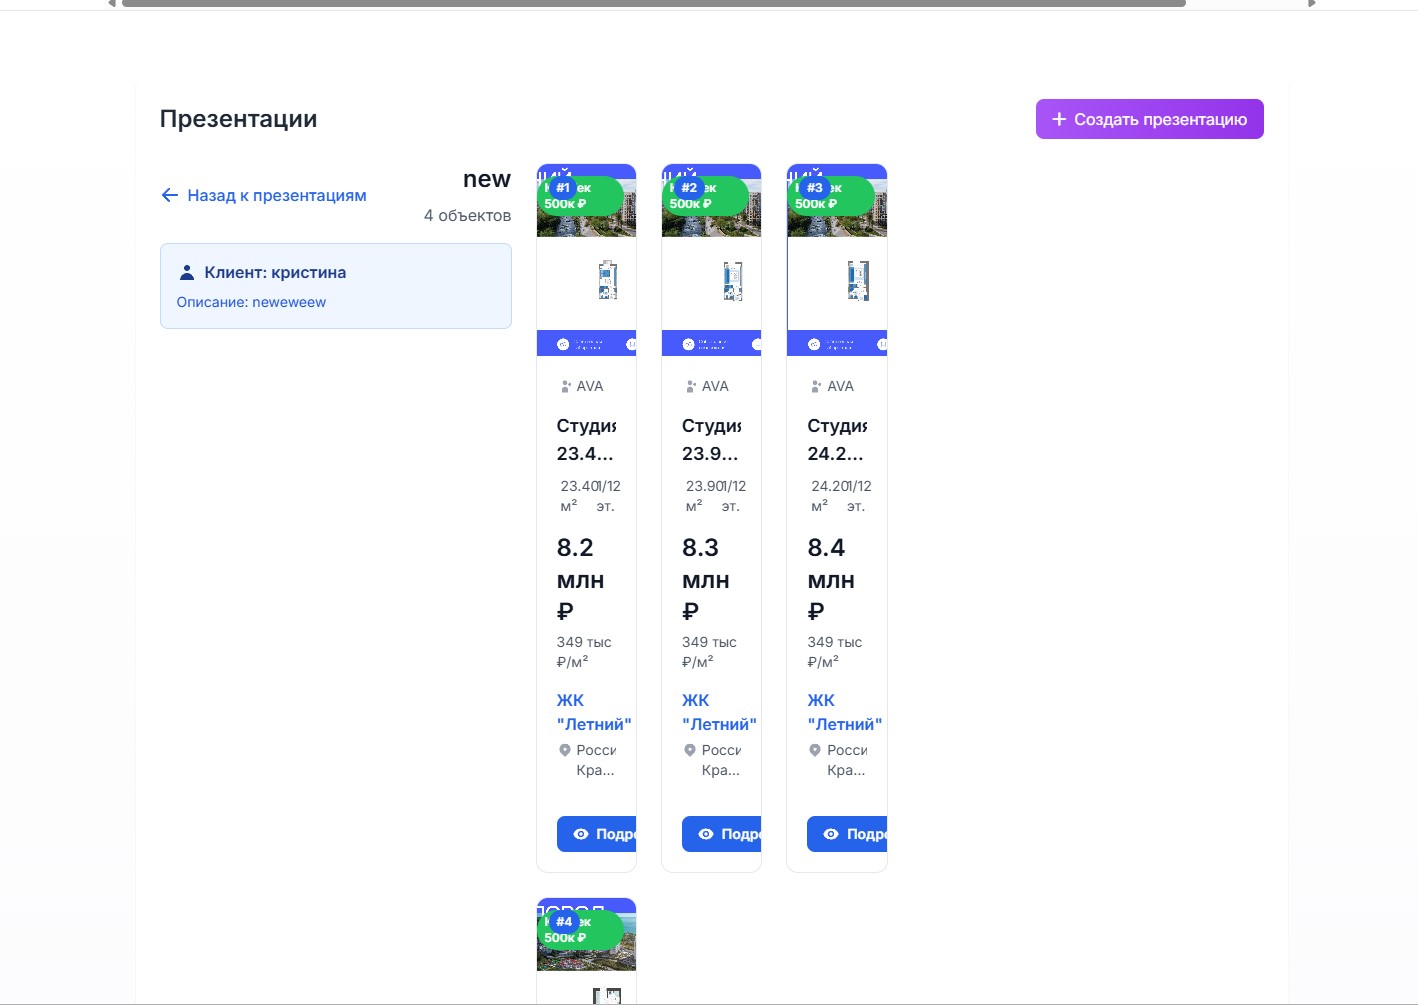 Презентации
+ Создать презентацию
Назад к презентациям
new
4 объектов
Клиент: кристина
Описание: neweweew
#1
500к ₽
AVA
Студия
23.4...
23.40
м²
1/12
эт.
8.2
млн
₽
349 тыс
₽/м²
ЖК
"Летний"
Росси
Кра...
Подро
#2
500к ₽
AVA
Студия
23.9...
23.90
м²
1/12
эт.
8.3
млн
₽
349 тыс
₽/м²
ЖК
"Летний"
Росси
Кра...
Подро
#3
500к ₽
AVA
Студия
24.2...
24.20
м²
1/12
эт.
8.4
млн
₽
349 тыс
₽/м²
ЖК
"Летний"
Росси
Кра...
Подро
#4
500к ₽